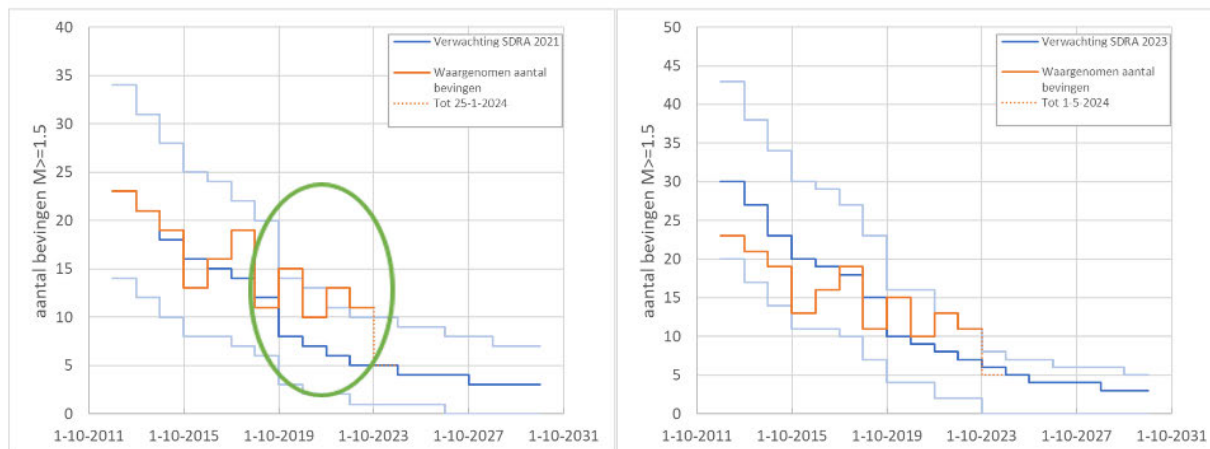 40
35
30
25
20
15
10
5
0
aantal bevingen M>=1.5
Verwachting SDRA 2021
Waargenomen aantal
bevingen
Tot 25-1-2024
1-10-2011 1-10-2015 1-10-2019 1-10-2023 1-10-2027 1-10-2031
50
45
40
35
30
25
20
15
10
5
0
aantal bevingen M>=1.5
Verwachting SDRA 2023
Waargenomen aantal
bevingen
Tot 1-5-2024
1-10-2011 1-10-2015 1-10-2019 1-10-2023 1-10-2027 1-10-2031